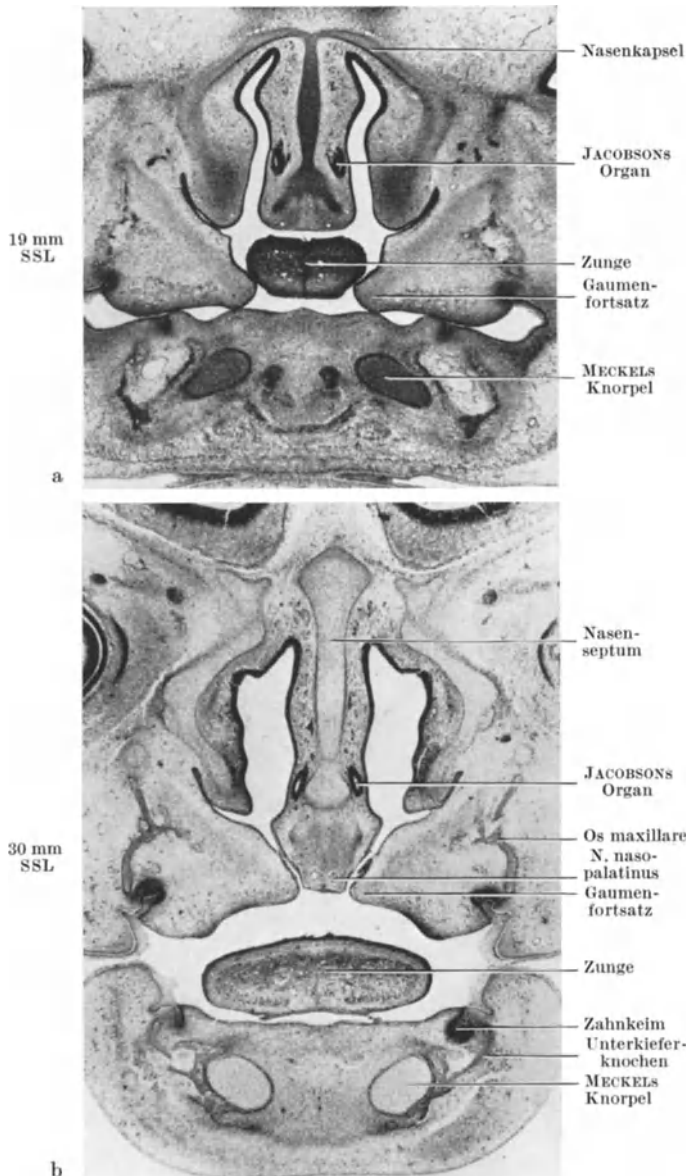 Nasenkapsel
JACOBSONS
Organ
19 mm
SSL
Zunge
Gaumen-
fortsatz
MECKELS
Knorpel
a
Nasen-
septum
JACOBSONS
Organ
30 mm
SSL
Os maxillare
N. naso-
palatinus
Gaumen-
fortsatz
Zunge
Zahnkeim
Unterkiefer-
knochen
MECKELS
Knorpel
b